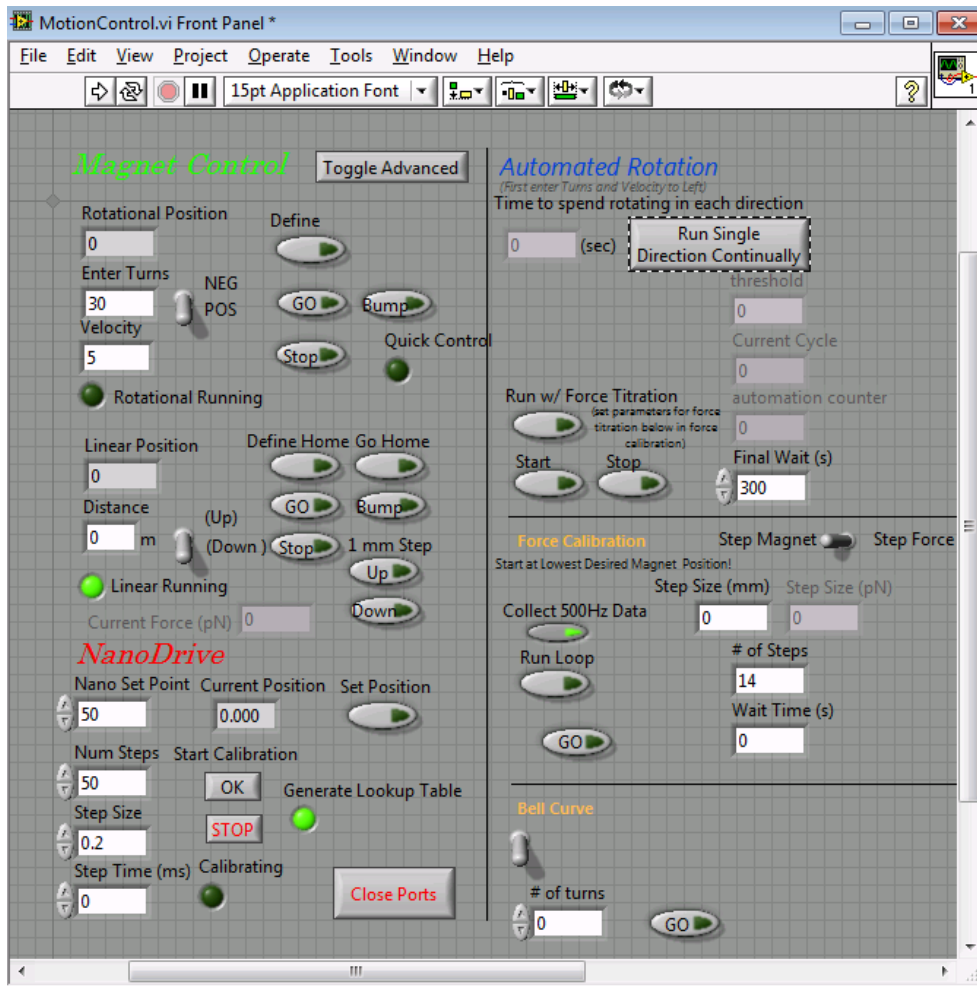 MotionControl.vi Front Panel *
File Edit View Project Operate Tools Window Help
15pt Application Font
1
Magnet Control
Toggle Advanced
Rotational Position
0
Define
Enter Turns
30
NEG
POS
GO
Bump
Velocity
5
Stop
Quick Control
Rotational Running
Linear Position
0
Define Home
Go Home
Distance
0
m
(Up)
(Down )
GO
Bump
Stop
1 mm Step
Up
Down
Linear Running
Current Force (pN)
0
NanoDrive
Nano Set Point
50
Current Position
0.000
Set Position
Num Steps
50
Start Calibration
OK
Generate Lookup Table
Step Size
0.2
STOP
Step Time (ms)
0
Calibrating
Close Ports
Automated Rotation
(First enter Turns and Velocity to Left)
Time to spend rotating in each direction
0
(sec)
Run Single
Direction Continually
threshold
0
Current Cycle
0
Run w/ Force Titration
(set parameters for force
titration below in force
calibration)
automation counter
0
Start
Stop
Final Wait (s)
300
Force Calibration
Step Magnet
Step Force
Start at Lowest Desired Magnet Position!
Step Size (mm)
0
Step Size (pN)
0
Collect 500Hz Data
Run Loop
# of Steps
14
Wait Time (s)
0
GO
Bell Curve
# of turns
0
GO